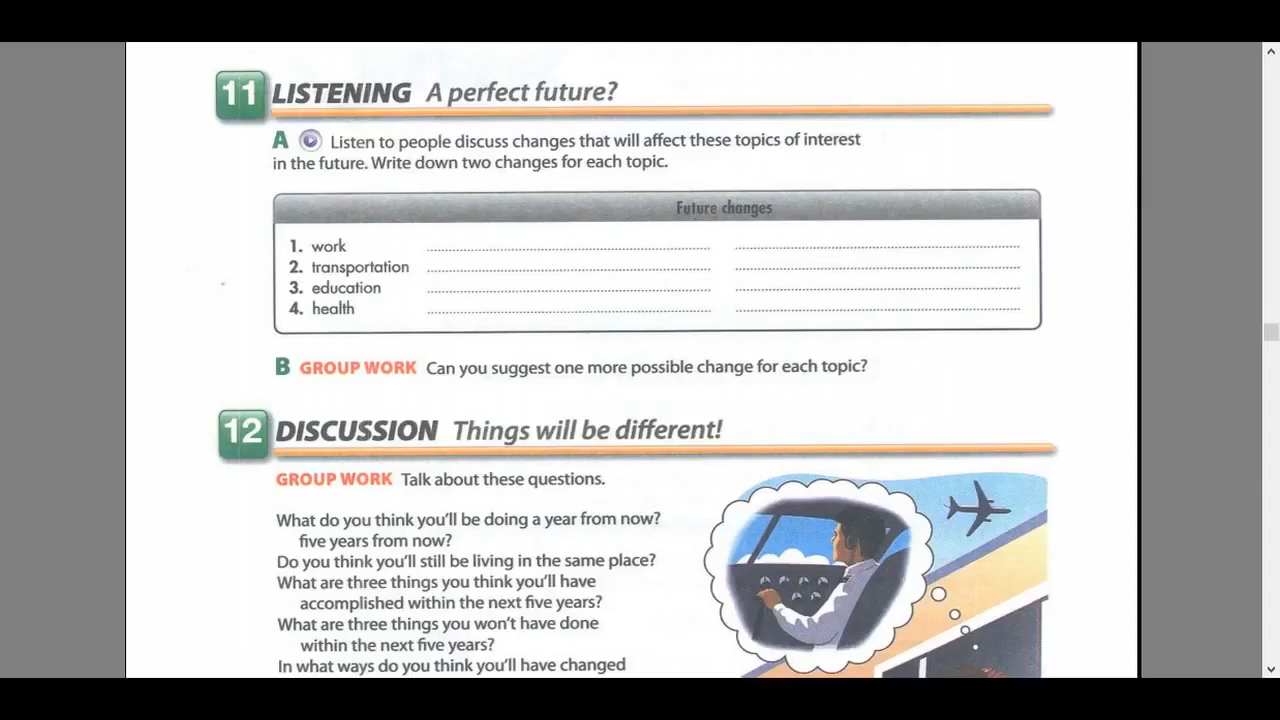 11 LISTENING A perfect future?
A Listen to people discuss changes that will affect these topics of interest
in the future. Write down two changes for each topic.
Future changes
1. work
2. transportation
3. education
4. health
B GROUP WORK Can you suggest one more possible change for each topic?
12 DISCUSSION Things will be different!
GROUP WORK Talk about these questions.
What do you think you'll be doing a year from now?
five years from now?
Do you think you'll still be living in the same place?
What are three things you think you'll have
accomplished within the next five years?
What are three things you won't have done
within the next five years?
In what ways do you think you'll have changed